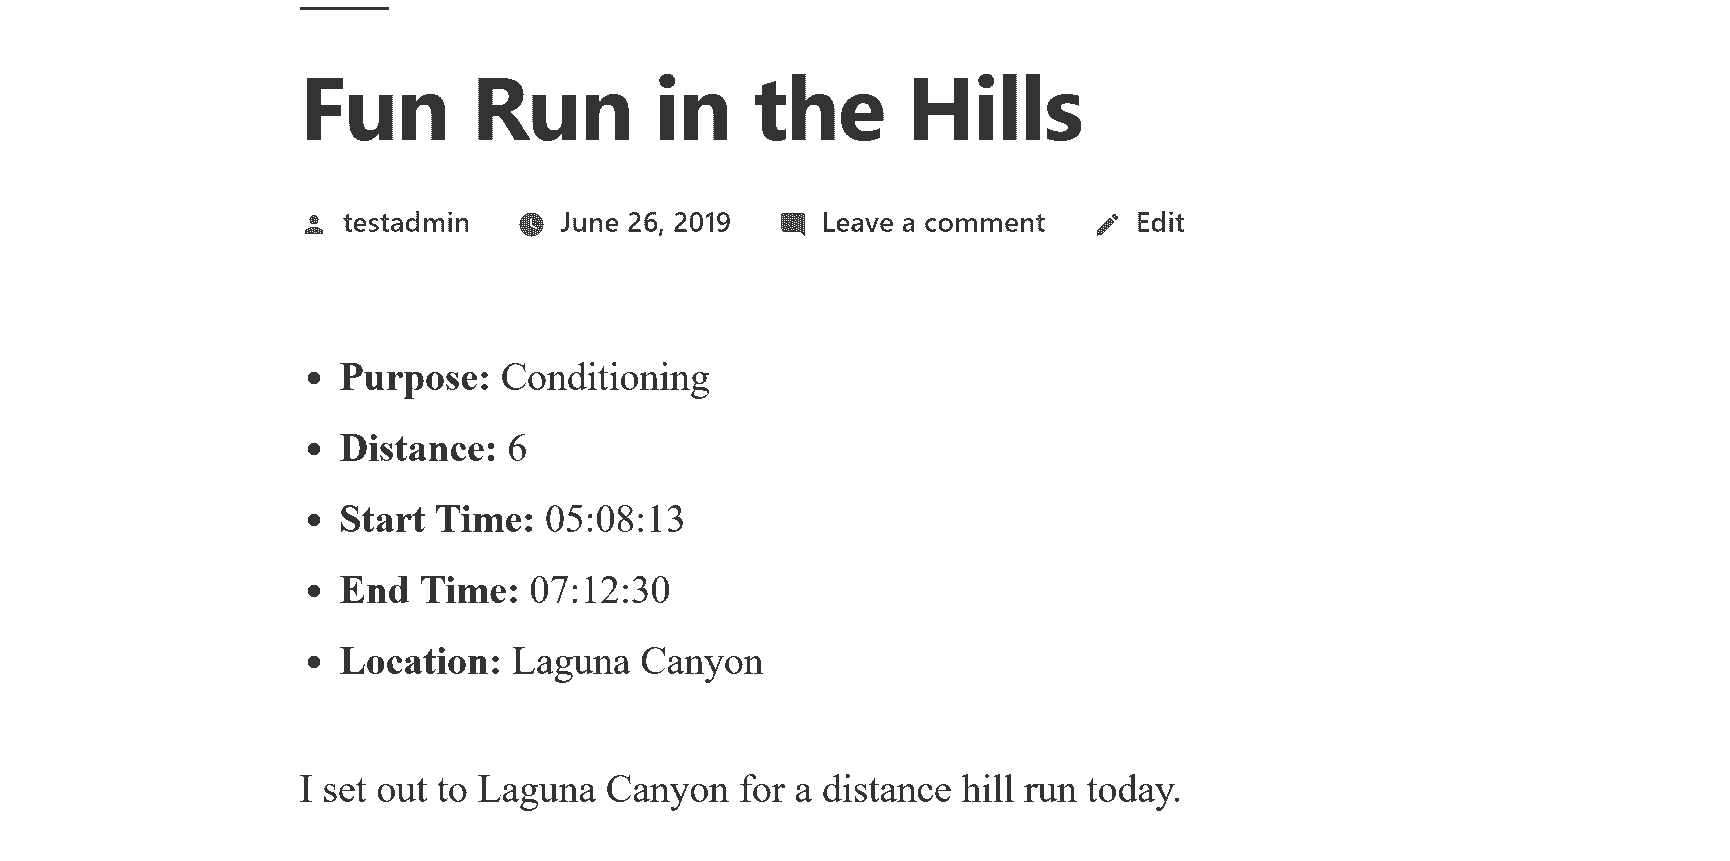 Fun Run in the Hills
testadmin June 26, 2019 Leave a comment Edit
Purpose: Conditioning
Distance: 6
Start Time: 05:08:13
End Time: 07:12:30
Location: Laguna Canyon
I set out to Laguna Canyon for a distance hill run today.